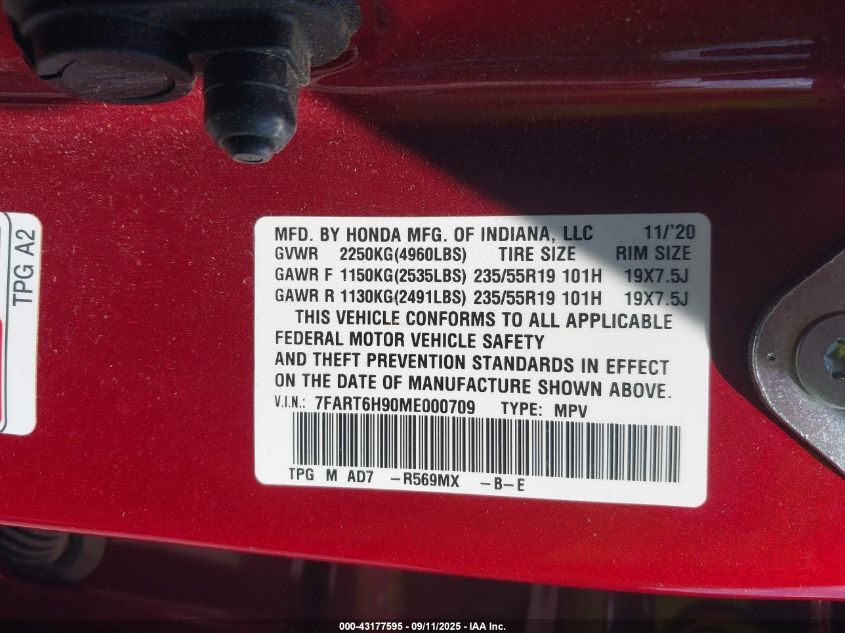 TPG A2
MFD. BY HONDA MFG. OF INDIANA, LLC 11/'20
GVWR 2250KG(4960LBS) TIRE SIZE RIM SIZE
GAWR F 1150KG(2535LBS) 235/55R19 101H 19X7.5J
GAWR R 1130KG(2491LBS) 235/55R19 101H 19X7.5J
THIS VEHICLE CONFORMS TO ALL APPLICABLE
FEDERAL MOTOR VEHICLE SAFETY
AND THEFT PREVENTION STANDARDS IN EFFECT
ON THE DATE OF MANUFACTURE SHOWN ABOVE.
V.I.N.: 7FART6H90ME000709 TYPE: MPV
TPG M AD7 -R569MX -B-E
000-43177595 - 09/11/2025 - IAA Inc.